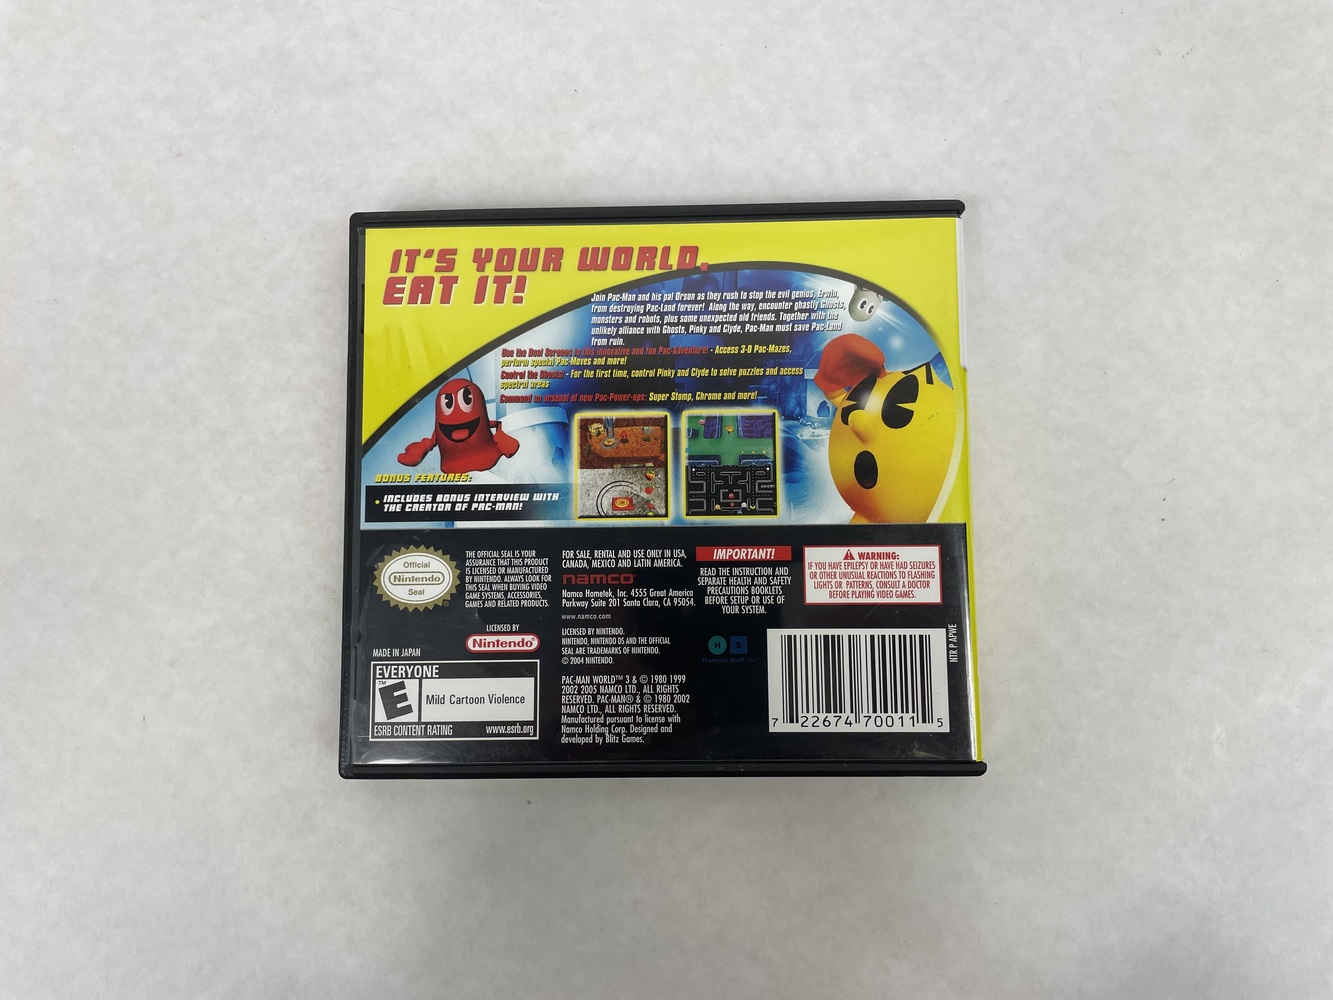 IT'S YOUR WORLD.
EAT IT!
Join Pac-Man and his pal Orson as they rush to stop the evil genius, Erwin,
from destroying Pac-Land forever! Along the way, encounter ghastly Ghosts,
monsters and robots, plus some unexpected old friends. Together with the
unlikely alliance with Ghosts, Pinky and Clyde, Pac-Man must save Pac-Land
from ruin.
Use the Dual Screens in this innovative and fun Pac-Adventure! - Access 3-D Pac-Mazes,
perform special Pac-Moves and more!
Control the Ghosts! - For the first time, control Pinky and Clyde to solve puzzles and access
spectral areas
Command an arsenal of new Pac-Power-ups: Super Stomp, Chrome and more!
BONUS FEATURES:
• INCLUDES BONUS INTERVIEW WITH
THE CREATOR OF PAC-MAN!
Official
Nintendo
Seal
THE OFFICIAL SEAL IS YOUR
ASSURANCE THAT THIS PRODUCT
IS LICENSED OR MANUFACTURED
BY NINTENDO. ALWAYS LOOK FOR
THIS SEAL WHEN BUYING VIDEO
GAME SYSTEMS, ACCESSORIES,
GAMES AND RELATED PRODUCTS.
LICENSED BY
Nintendo
MADE IN JAPAN
EVERYONE
E
Mild Cartoon Violence
ESRB CONTENT RATING www.esrb.org
FOR SALE, RENTAL AND USE ONLY IN USA,
CANADA, MEXICO AND LATIN AMERICA.
namco
Namco Hometek, Inc. 4555 Great America
Parkway Suite 201 Santa Clara, CA 95054.
www.namco.com
LICENSED BY NINTENDO.
NINTENDO, NINTENDO DS AND THE OFFICIAL
SEAL ARE TRADEMARKS OF NINTENDO.
© 2004 NINTENDO.
PAC-MAN WORLD™ 3 & © 1980 1999
2002 2005 NAMCO LTD., ALL RIGHTS
RESERVED. PAC-MAN® & © 1980 2002
NAMCO LTD., ALL RIGHTS RESERVED.
Manufactured pursuant to license with
Namco Holding Corp. Designed and
developed by Blitz Games.
IMPORTANT!
READ THE INSTRUCTION AND
SEPARATE HEALTH AND SAFETY
PRECAUTIONS BOOKLETS
BEFORE SETUP OR USE OF
YOUR SYSTEM.
WARNING:
IF YOU HAVE EPILEPSY OR HAVE HAD SEIZURES
OR OTHER UNUSUAL REACTIONS TO FLASHING
LIGHTS OR PATTERNS, CONSULT A DOCTOR
BEFORE PLAYING VIDEO GAMES.
H S
NTR P APWE
7 22674 70011 5